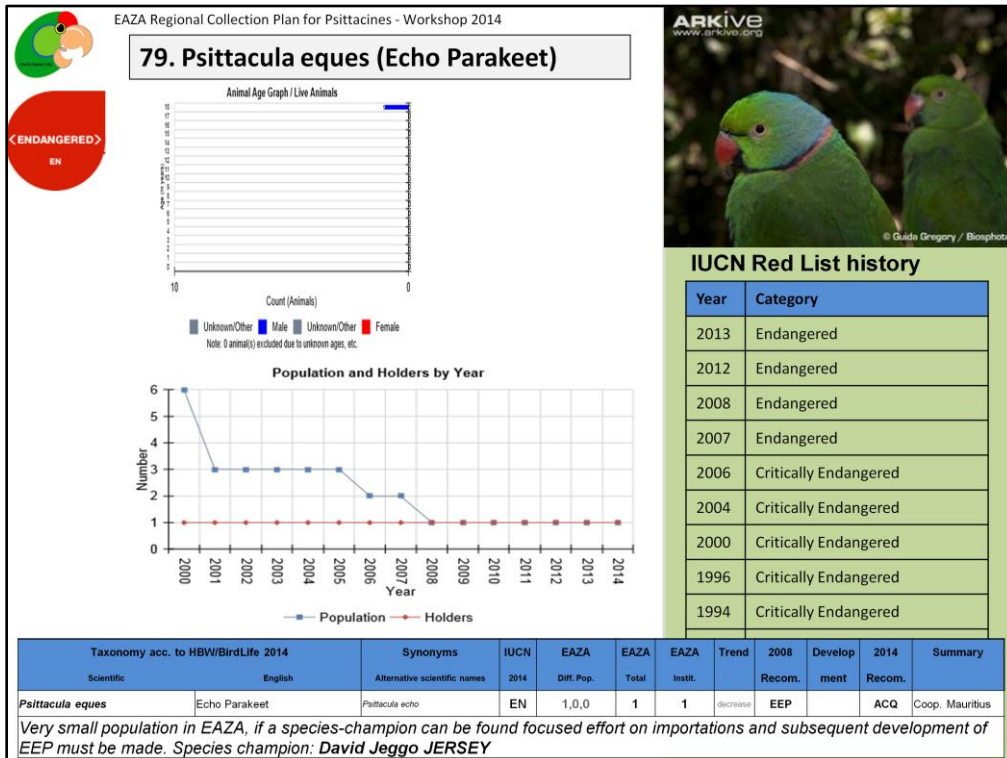 EAZA Regional Collection Plan for Psittacines - Workshop 2014
79. Psittacula eques (Echo Parakeet)
<ENDANGERED>
EN
Animal Age Graph / Live Animals
Age (in years)
10
0
Count (Animals)
Unknown/Other Male Unknown/Other Female
Note: 0 animal(s) excluded due to unknown ages, etc.
Population and Holders by Year
Number
6
5
4
3
2
1
0
2000 2001 2002 2003 2004 2005 2006 2007 2008 2009 2010 2011 2012 2013 2014
Year
Population Holders
ARKive
www.arkive.org
© Guida Gregory / Biosphoto
IUCN Red List history
Year Category
2013 Endangered
2012 Endangered
2008 Endangered
2007 Endangered
2006 Critically Endangered
2004 Critically Endangered
2000 Critically Endangered
1996 Critically Endangered
1994 Critically Endangered
Taxonomy acc. to HBW/BirdLife 2014 Synonyms IUCN EAZA EAZA EAZA Trend 2008 Develop 2014 Summary
Scientific English Alternative scientific names 2014 Diff. Pop. Total Instit. Recom. ment Recom.
Psittacula eques Echo Parakeet Psittacula echo EN 1,0,0 1 1 decrease EEP ACQ Coop. Mauritius
Very small population in EAZA, if a species-champion can be found focused effort on importations and subsequent development of
EEP must be made. Species champion: David Jeggo JERSEY